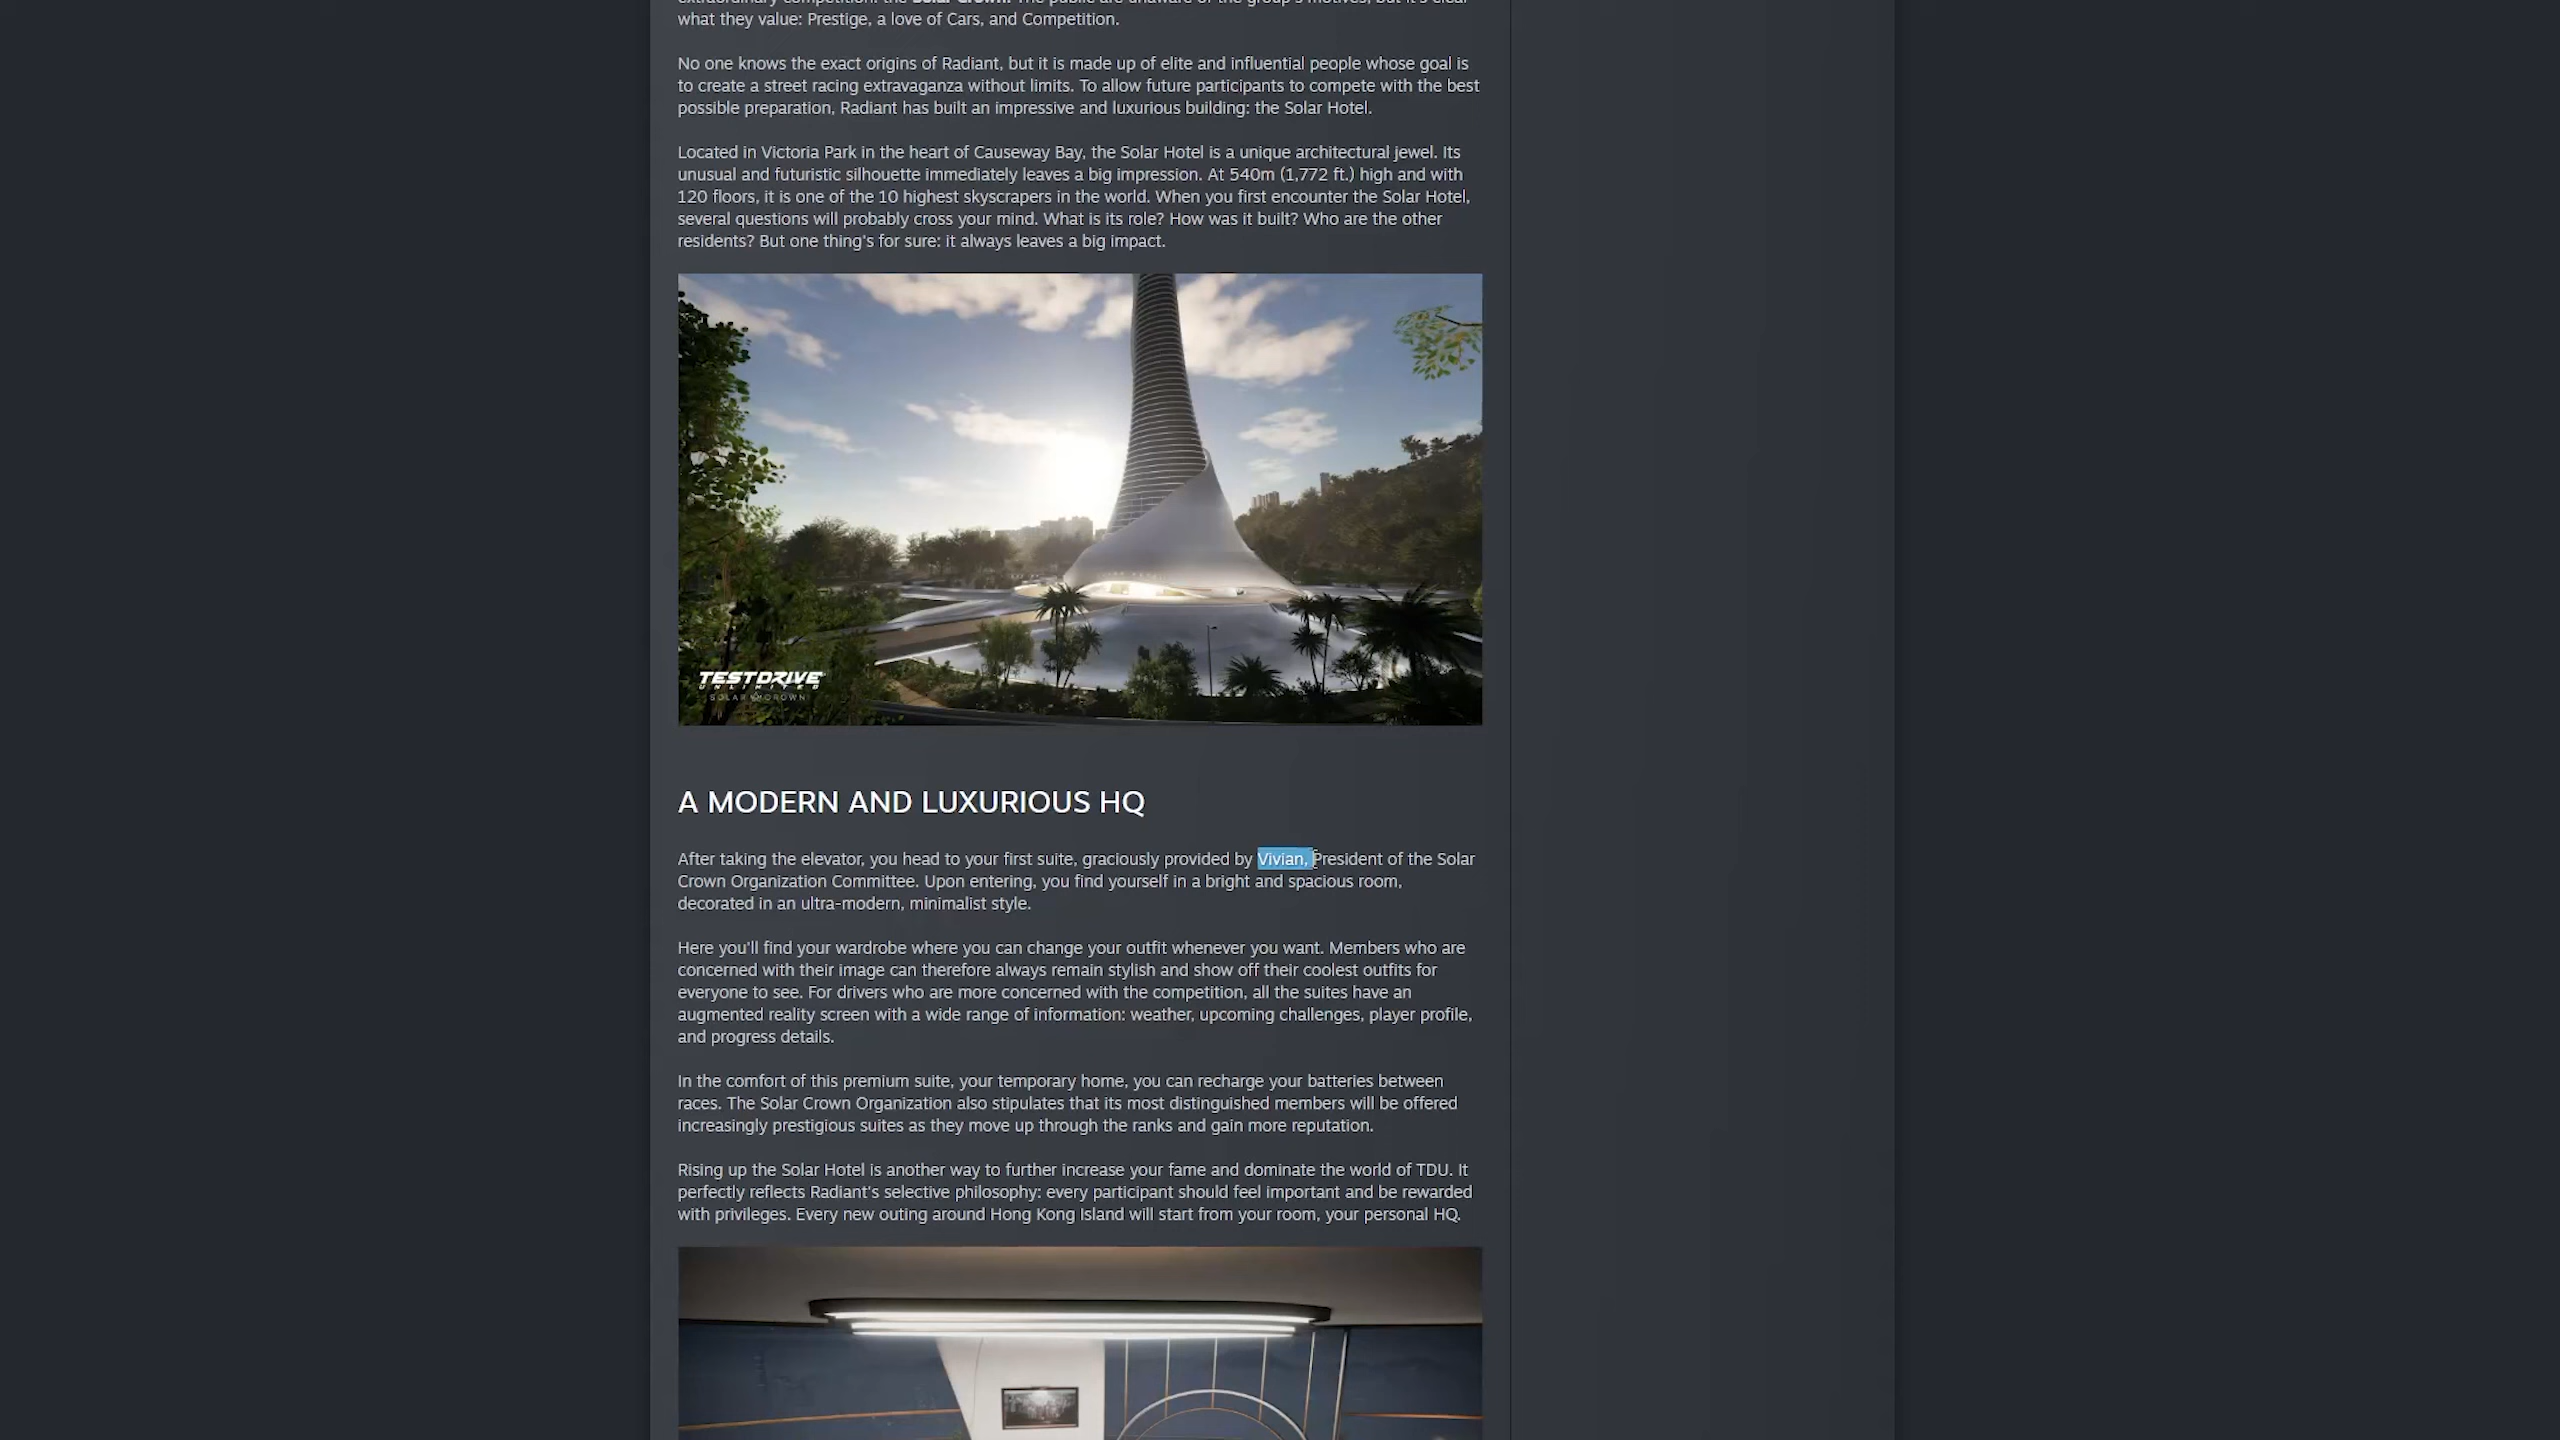 what they value: Prestige, a love of Cars, and Competition.
No one knows the exact origins of Radiant, but it is made up of elite and influential people whose goal is
to create a street racing extravaganza without limits. To allow future participants to compete with the best
possible preparation, Radiant has built an impressive and luxurious building: the Solar Hotel.
Located in Victoria Park in the heart of Causeway Bay, the Solar Hotel is a unique architectural jewel. Its
unusual and futuristic silhouette immediately leaves a big impression. At 540m (1,772 ft.) high and with
120 floors, it is one of the 10 highest skyscrapers in the world. When you first encounter the Solar Hotel,
several questions will probably cross your mind. What is its role? How was it built? Who are the other
residents? But one thing's for sure: it always leaves a big impact.
TESTDRIVE
UNLIMITED
SOLAR CROWN
A MODERN AND LUXURIOUS HQ
After taking the elevator, you head to your first suite, graciously provided by Vivian, President of the Solar
Crown Organization Committee. Upon entering, you find yourself in a bright and spacious room,
decorated in an ultra-modern, minimalist style.
Here you'll find your wardrobe where you can change your outfit whenever you want. Members who are
concerned with their image can therefore always remain stylish and show off their coolest outfits for
everyone to see. For drivers who are more concerned with the competition, all the suites have an
augmented reality screen with a wide range of information: weather, upcoming challenges, player profile,
and progress details.
In the comfort of this premium suite, your temporary home, you can recharge your batteries between
races. The Solar Crown Organization also stipulates that its most distinguished members will be offered
increasingly prestigious suites as they move up through the ranks and gain more reputation.
Rising up the Solar Hotel is another way to further increase your fame and dominate the world of TDU. It
perfectly reflects Radiant's selective philosophy: every participant should feel important and be rewarded
with privileges. Every new outing around Hong Kong Island will start from your room, your personal HQ.